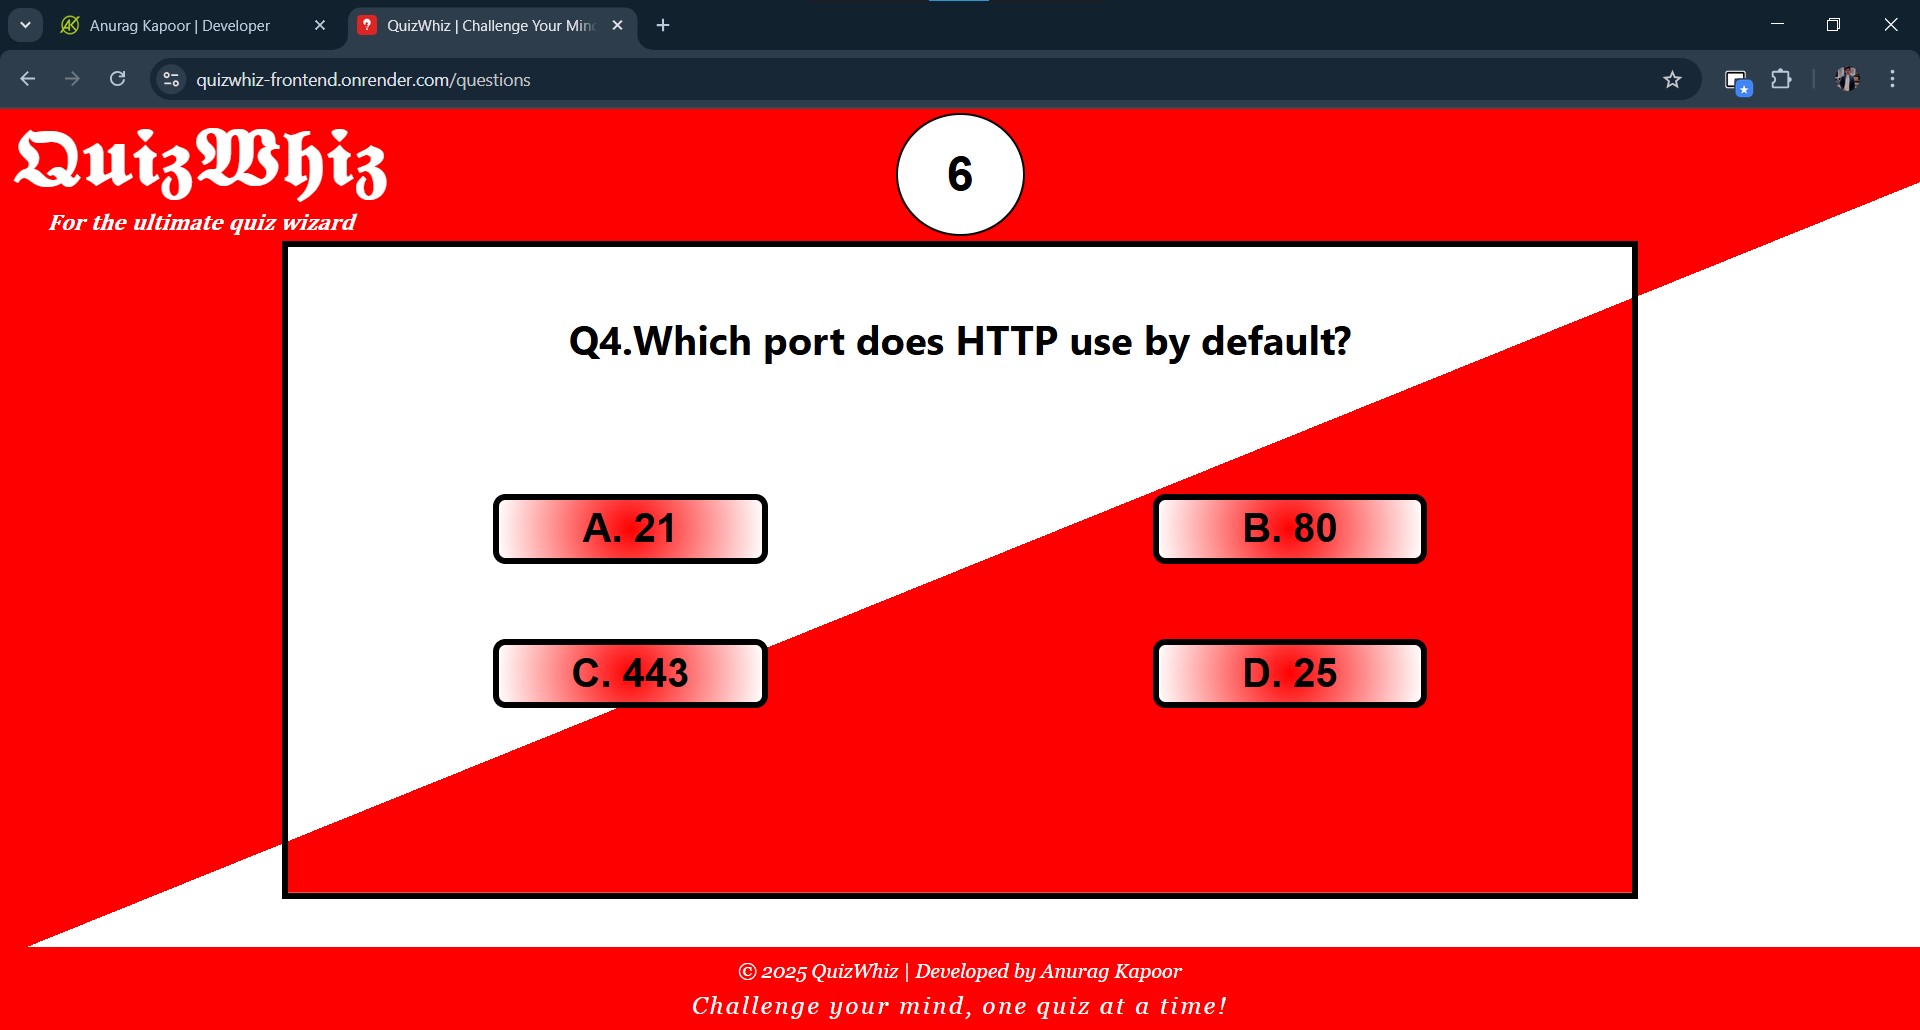 Anurag Kapoor | Developer
QuizWhiz | Challenge Your Min
quizwhiz-frontend.onrender.com/questions
QuizWhiz
For the ultimate quiz wizard
6
Q4.Which port does HTTP use by default?
A. 21
B. 80
C. 443
D. 25
© 2025 QuizWhiz | Developed by Anurag Kapoor
Challenge your mind, one quiz at a time!